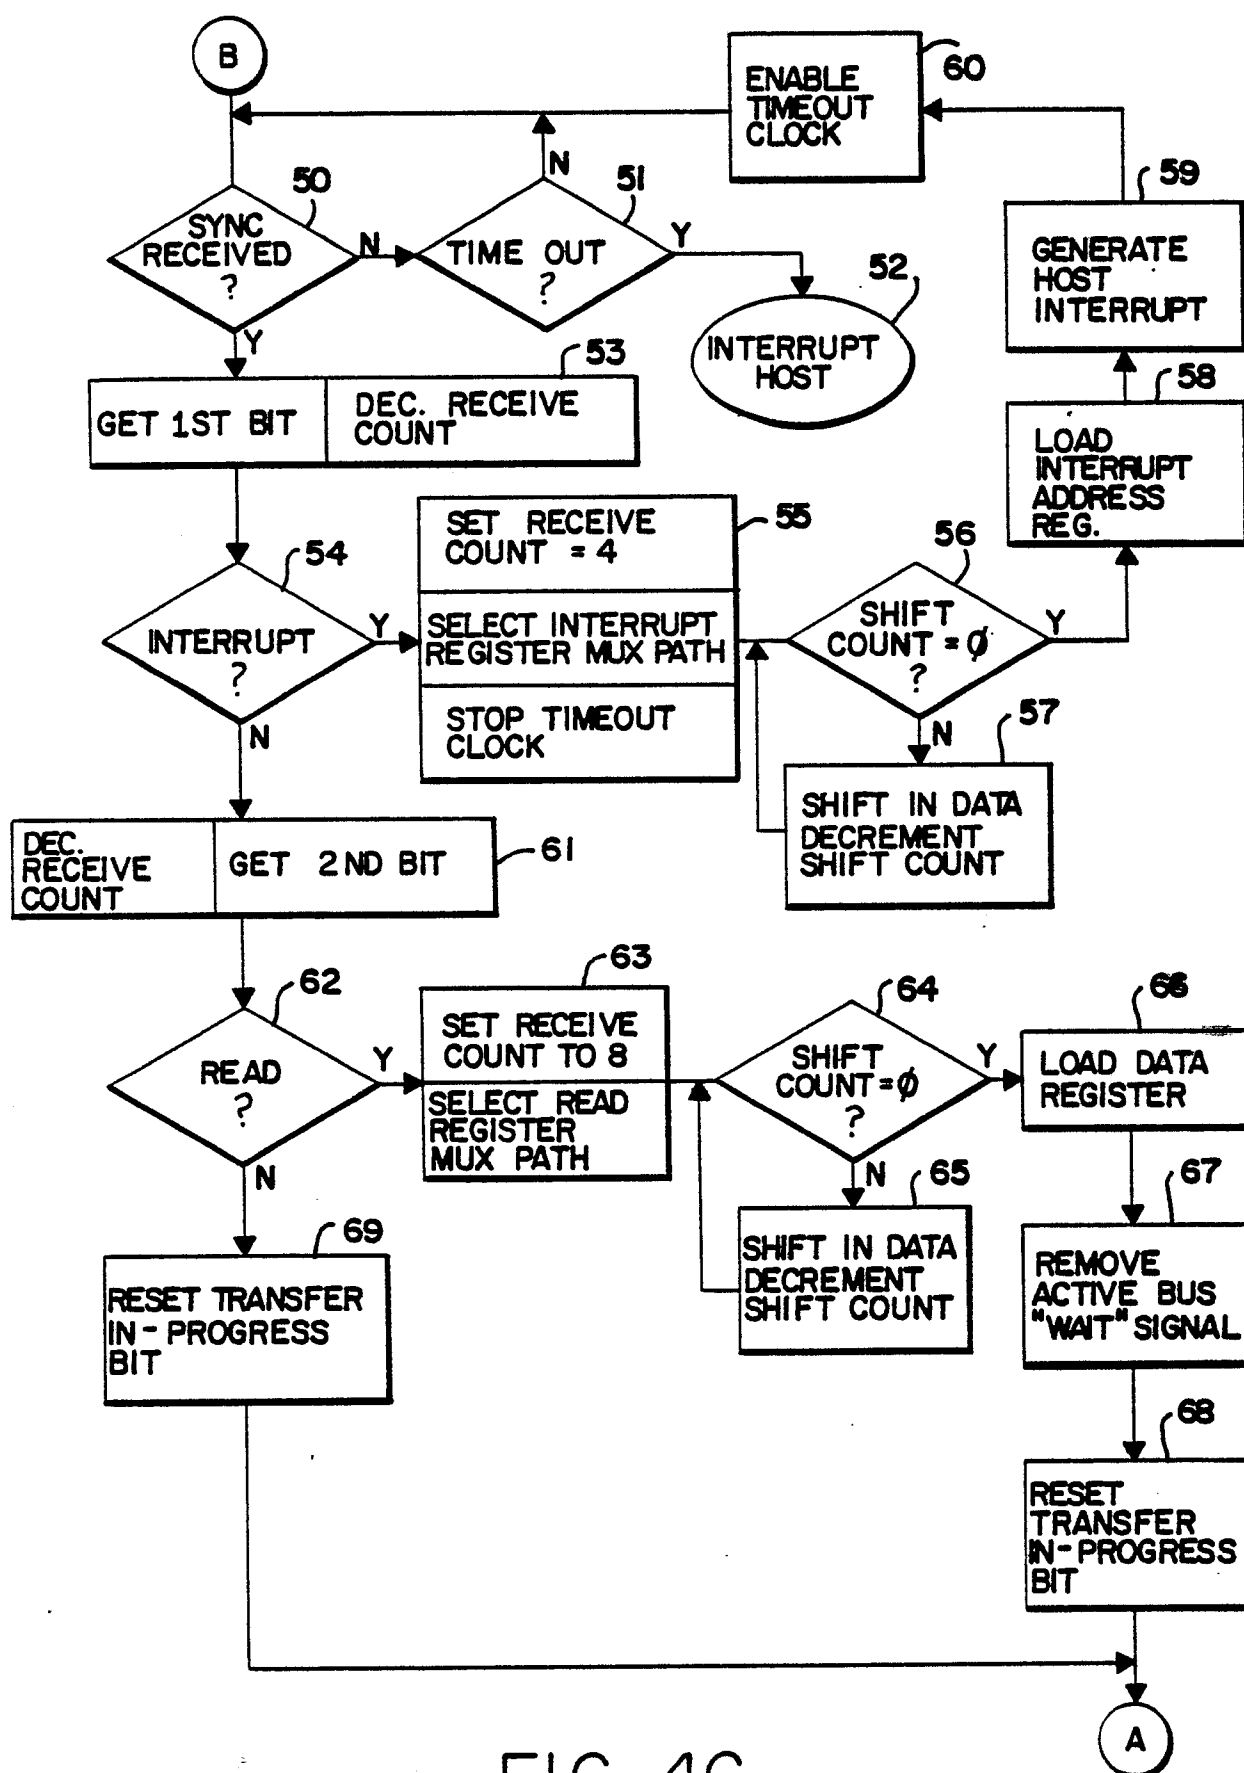 B
ENABLE
TIMEOUT
CLOCK
60
50
SYNC
RECEIVED
?
N
Y
51
TIME OUT
?
N
Y
52
INTERRUPT
HOST
59
GENERATE
HOST
INTERRUPT
58
LOAD
INTERRUPT
ADDRESS
REG.
53
GET 1ST BIT
DEC. RECEIVE
COUNT
54
INTERRUPT
?
Y
N
55
SET RECEIVE
COUNT = 4
SELECT INTERRUPT
REGISTER MUX PATH
STOP TIMEOUT
CLOCK
56
SHIFT
COUNT = Ø
?
Y
N
57
SHIFT IN DATA
DECREMENT
SHIFT COUNT
DEC.
RECEIVE
COUNT
GET 2ND BIT
61
62
READ
?
Y
N
63
SET RECEIVE
COUNT TO 8
SELECT READ
REGISTER
MUX PATH
64
SHIFT
COUNT = Ø
?
Y
N
65
SHIFT IN DATA
DECREMENT
SHIFT COUNT
66
LOAD DATA
REGISTER
67
REMOVE
ACTIVE BUS
"WAIT" SIGNAL
68
RESET
TRANSFER
IN-PROGRESS
BIT
69
RESET TRANSFER
IN-PROGRESS
BIT
A
FIG. 4C